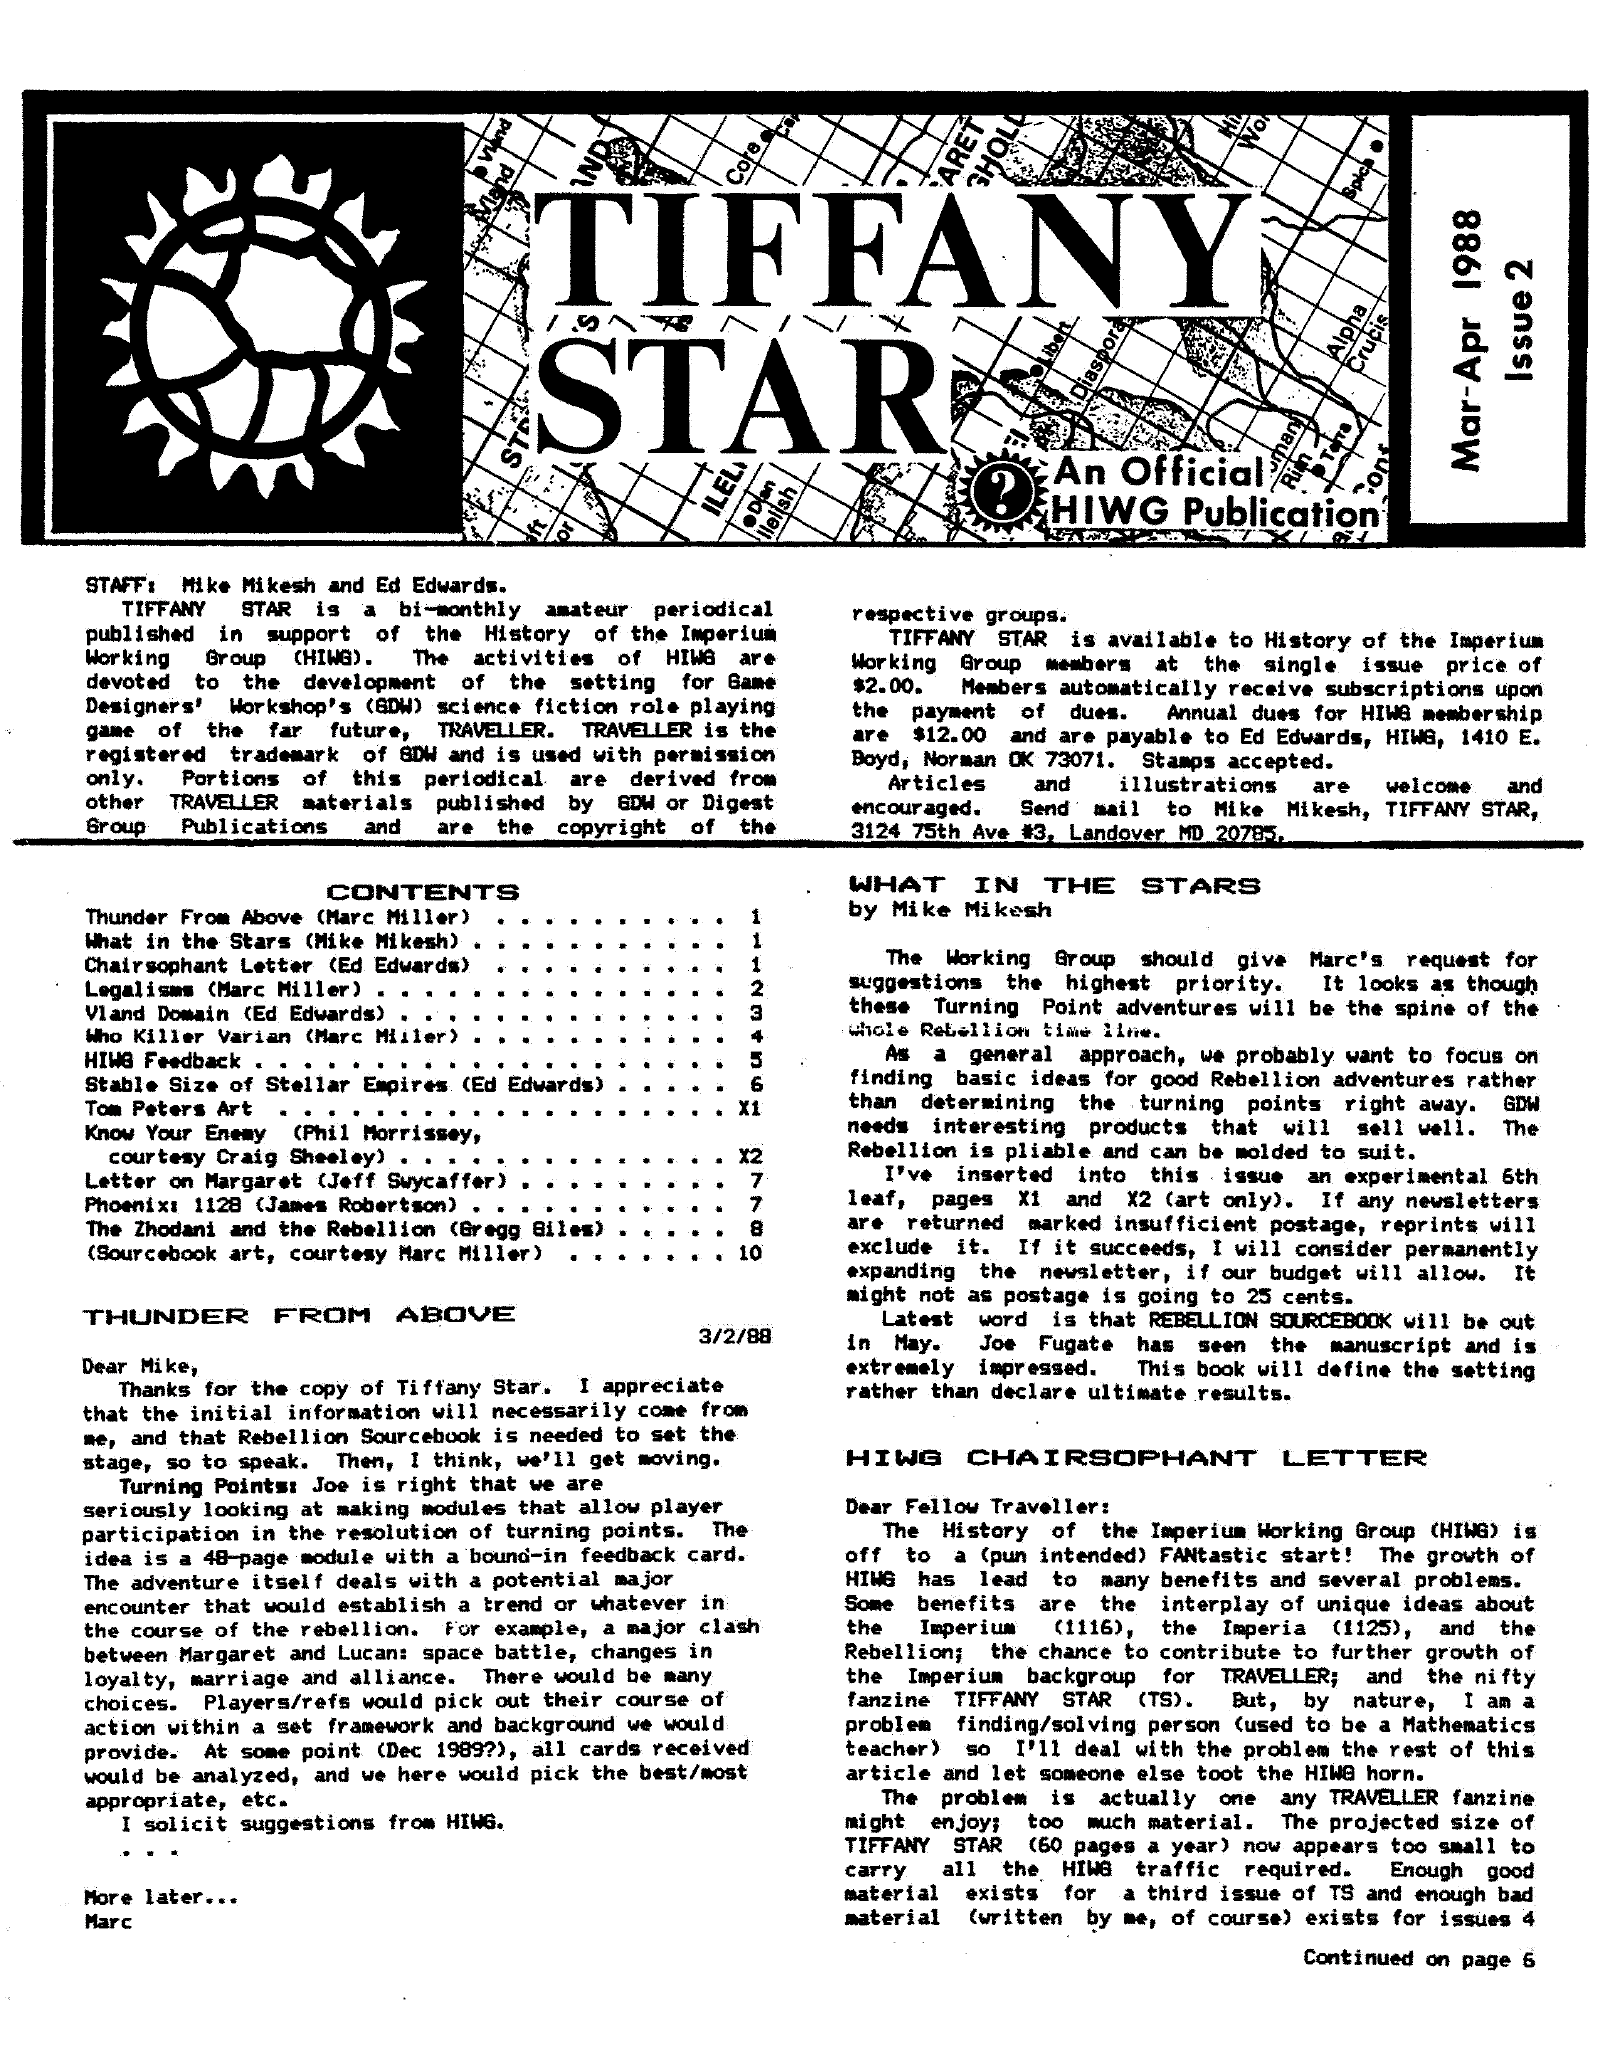 TIFFANY
STAR
An Official
HIWG Publication
Mar-Apr 1988
Issue 2
Core
ARET
Spica
Libert
Diaspora
Alpha
Crucis
Rim
Terra
Dian
Ilelish
STAFF: Mike Mikesh and Ed Edwards.
TIFFANY STAR is a bi-monthly amateur periodical
published in support of the History of the Imperium
Working Group (HIWG). The activities of HIWG are
devoted to the development of the setting for Game
Designers' Workshop's (GDW) science fiction role playing
game of the far future, TRAVELLER. TRAVELLER is the
registered trademark of GDW and is used with permission
only. Portions of this periodical are derived from
other TRAVELLER materials published by GDW or Digest
Group Publications and are the copyright of the
respective groups.
TIFFANY STAR is available to History of the Imperium
Working Group members at the single issue price of
$2.00. Members automatically receive subscriptions upon
the payment of dues. Annual dues for HIWG membership
are $12.00 and are payable to Ed Edwards, HIWG, 1410 E.
Boyd, Norman OK 73071. Stamps accepted.
Articles and illustrations are welcome and
encouraged. Send mail to Mike Mikesh, TIFFANY STAR,
3124 75th Ave #3, Landover MD 20785.
CONTENTS
Thunder From Above (Marc Miller) . . . . . . . . . . 1
What in the Stars (Mike Mikesh) . . . . . . . . . . . 1
Chairsophant Letter (Ed Edwards) . . . . . . . . . . 1
Legalisms (Marc Miller) . . . . . . . . . . . . . . . 2
Vland Domain (Ed Edwards) . . . . . . . . . . . . . . 3
Who Killer Varian (Marc Miller) . . . . . . . . . . . 4
HIWG Feedback . . . . . . . . . . . . . . . . . . . . 5
Stable Size of Stellar Empires (Ed Edwards) . . . . . 6
Tom Peters Art . . . . . . . . . . . . . . . . . . . X1
Know Your Enemy (Phil Morrissey,
courtesy Craig Sheeley) . . . . . . . . . . . . . . X2
Letter on Margaret (Jeff Swycaffer) . . . . . . . . . 7
Phoenix: 1128 (James Robertson) . . . . . . . . . . . 7
The Zhodani and the Rebellion (Gregg Giles) . . . . . 8
(Sourcebook art, courtesy Marc Miller) . . . . . . . 10
THUNDER FROM ABOVE
3/2/88
Dear Mike,
Thanks for the copy of Tiffany Star. I appreciate
that the initial information will necessarily come from
me, and that Rebellion Sourcebook is needed to set the
stage, so to speak. Then, I think, we'll get moving.
Turning Points: Joe is right that we are
seriously looking at making modules that allow player
participation in the resolution of turning points. The
idea is a 48-page module with a bound-in feedback card.
The adventure itself deals with a potential major
encounter that would establish a trend or whatever in
the course of the rebellion. For example, a major clash
between Margaret and Lucan: space battle, changes in
loyalty, marriage and alliance. There would be many
choices. Players/refs would pick out their course of
action within a set framework and background we would
provide. At some point (Dec 1989?), all cards received
would be analyzed, and we here would pick the best/most
appropriate, etc.
I solicit suggestions from HIWG.
. . .
More later...
Marc
WHAT IN THE STARS
by Mike Mikesh
The Working Group should give Marc's request for
suggestions the highest priority. It looks as though
these Turning Point adventures will be the spine of the
whole Rebellion time line.
As a general approach, we probably want to focus on
finding basic ideas for good Rebellion adventures rather
than determining the turning points right away. GDW
needs interesting products that will sell well. The
Rebellion is pliable and can be molded to suit.
I've inserted into this issue an experimental 6th
leaf, pages X1 and X2 (art only). If any newsletters
are returned marked insufficient postage, reprints will
exclude it. If it succeeds, I will consider permanently
expanding the newsletter, if our budget will allow. It
might not as postage is going to 25 cents.
Latest word is that REBELLION SOURCEBOOK will be out
in May. Joe Fugate has seen the manuscript and is
extremely impressed. This book will define the setting
rather than declare ultimate results.
HIWG CHAIRSOPHANT LETTER
Dear Fellow Traveller:
The History of the Imperium Working Group (HIWG) is
off to a (pun intended) FANtastic start! The growth of
HIWG has lead to many benefits and several problems.
Some benefits are the interplay of unique ideas about
the Imperium (1116), the Imperia (1125), and the
Rebellion; the chance to contribute to further growth of
the Imperium backgroup for TRAVELLER; and the nifty
fanzine TIFFANY STAR (TS). But, by nature, I am a
problem finding/solving person (used to be a Mathematics
teacher) so I'll deal with the problem the rest of this
article and let someone else toot the HIWG horn.
The problem is actually one any TRAVELLER fanzine
might enjoy; too much material. The projected size of
TIFFANY STAR (60 pages a year) now appears too small to
carry all the HIWG traffic required. Enough good
material exists for a third issue of TS and enough bad
material (written by me, of course) exists for issues 4
Continued on page 6